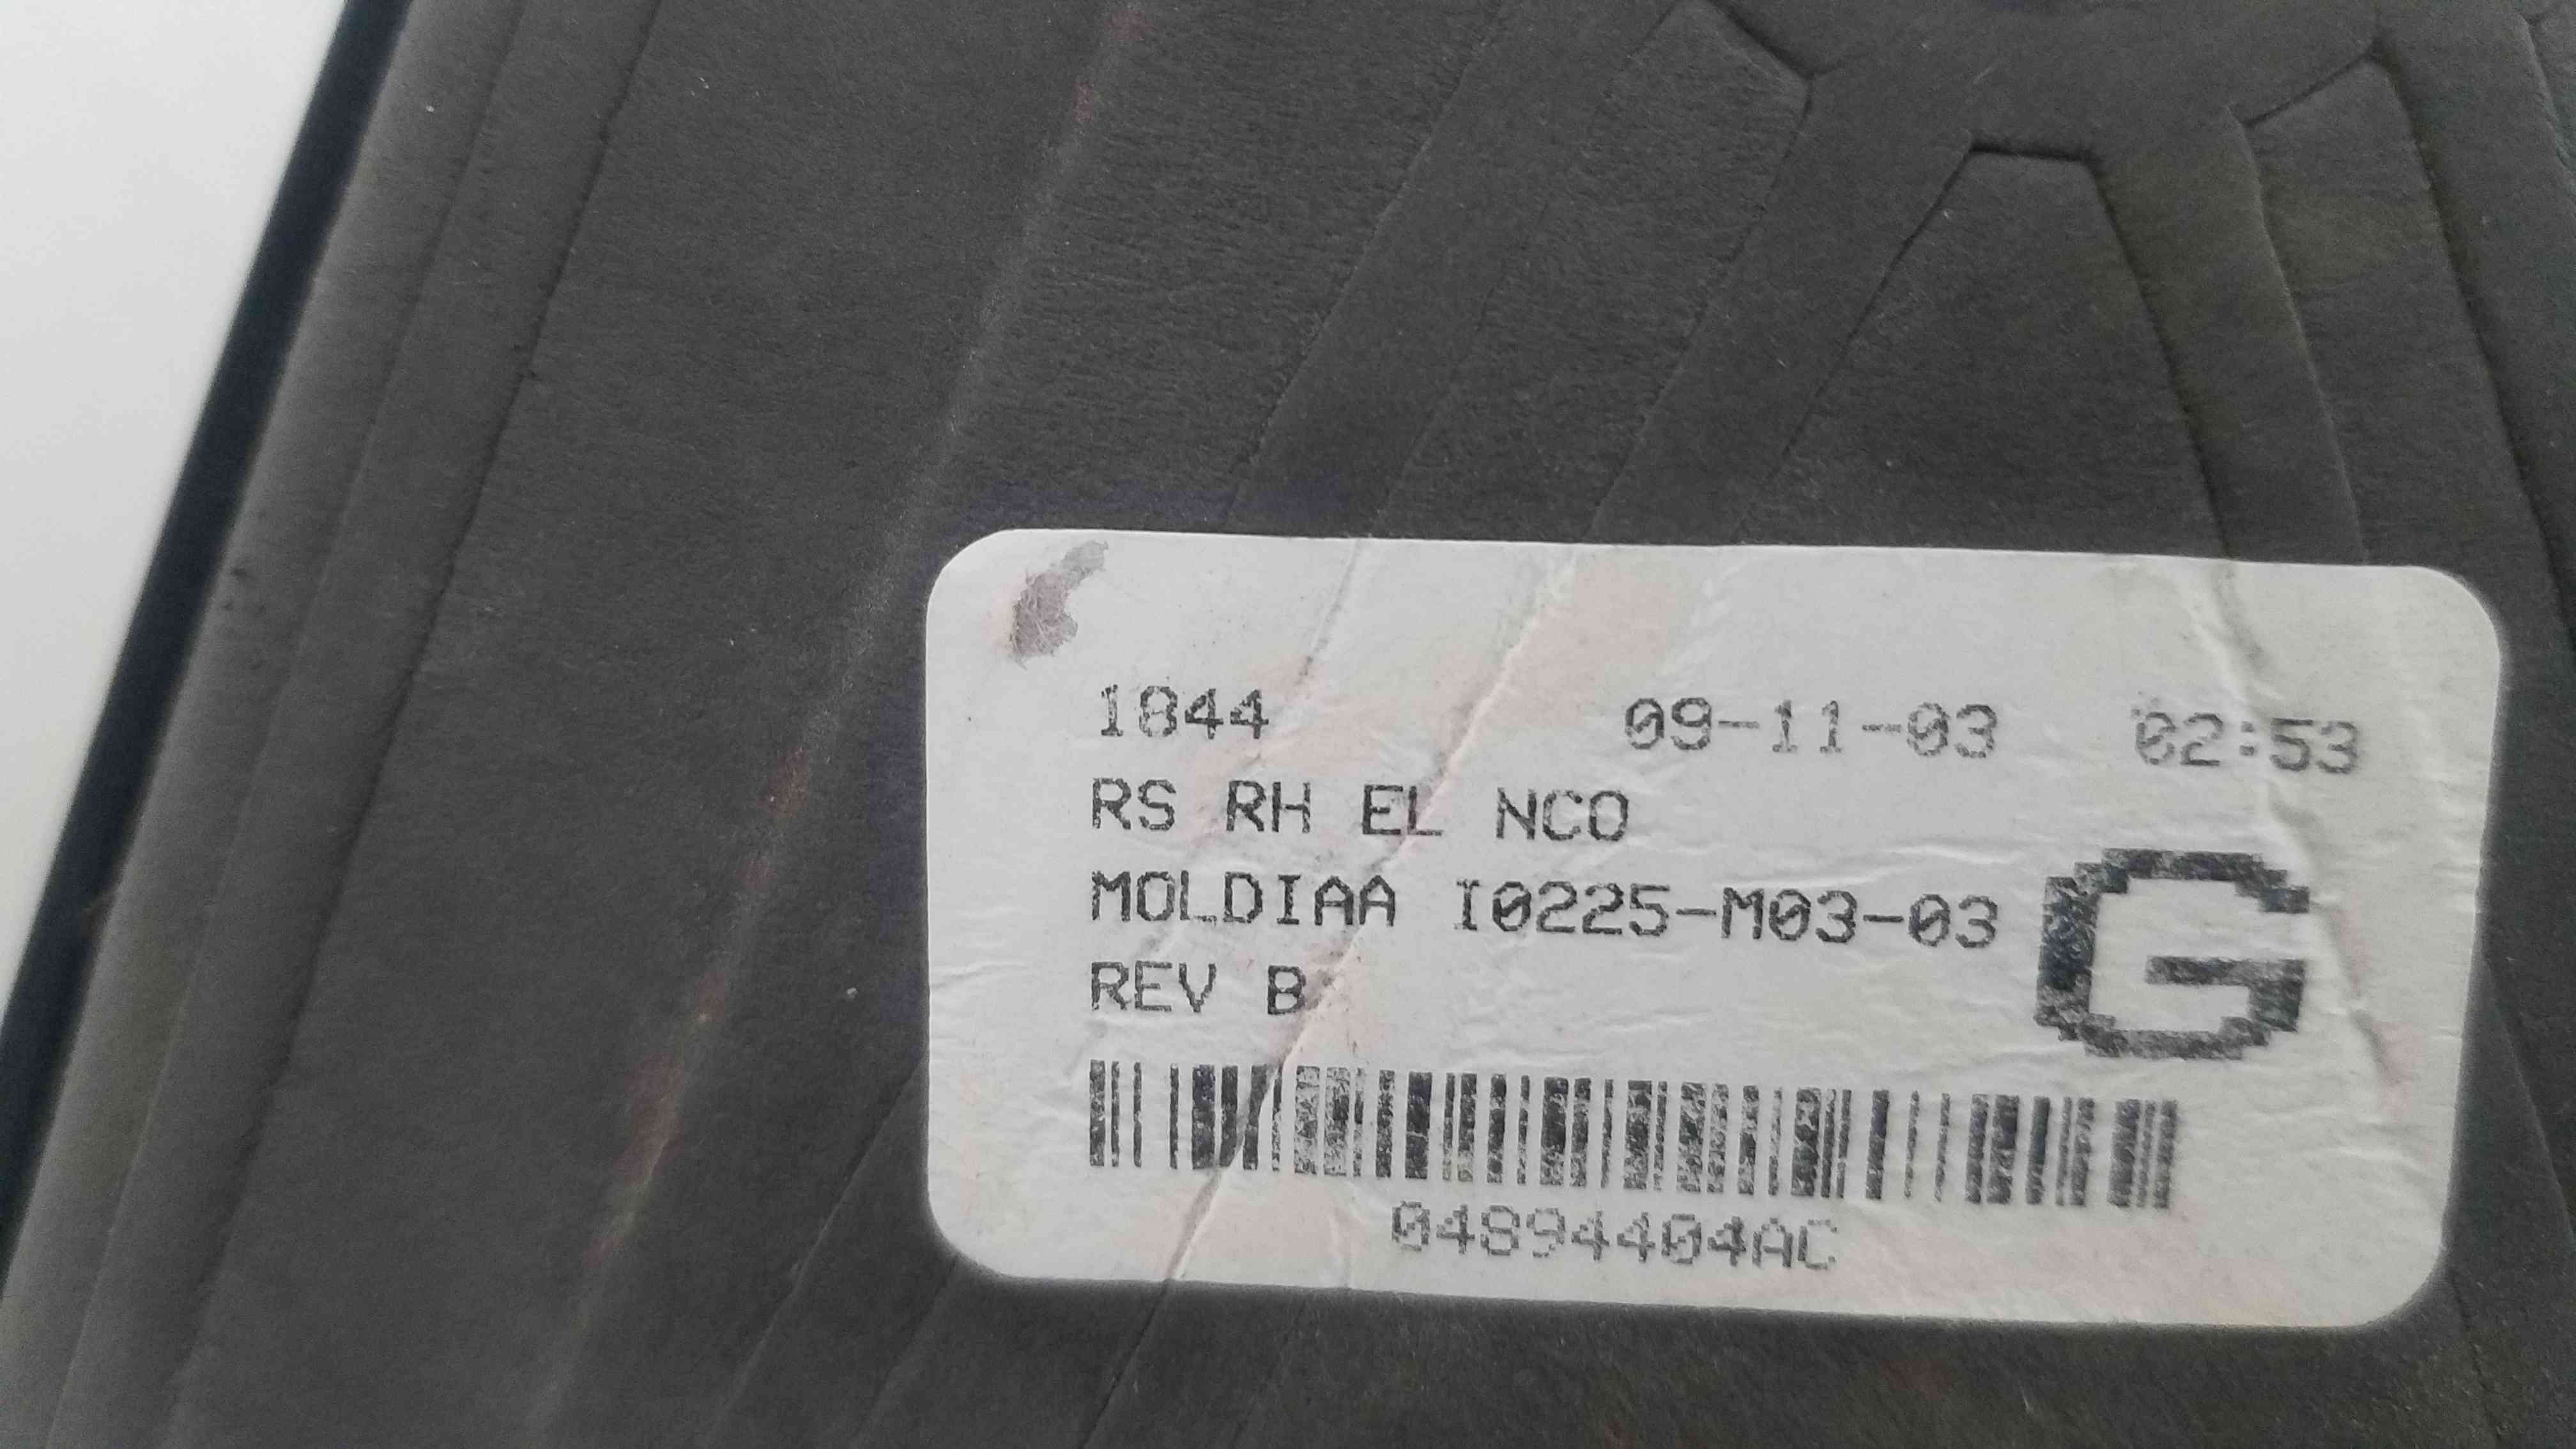 1844 09-11-03 02:53
RS RH EL NCO
MOLDIAA I0225-M03-03
REV B
G
04894404AC